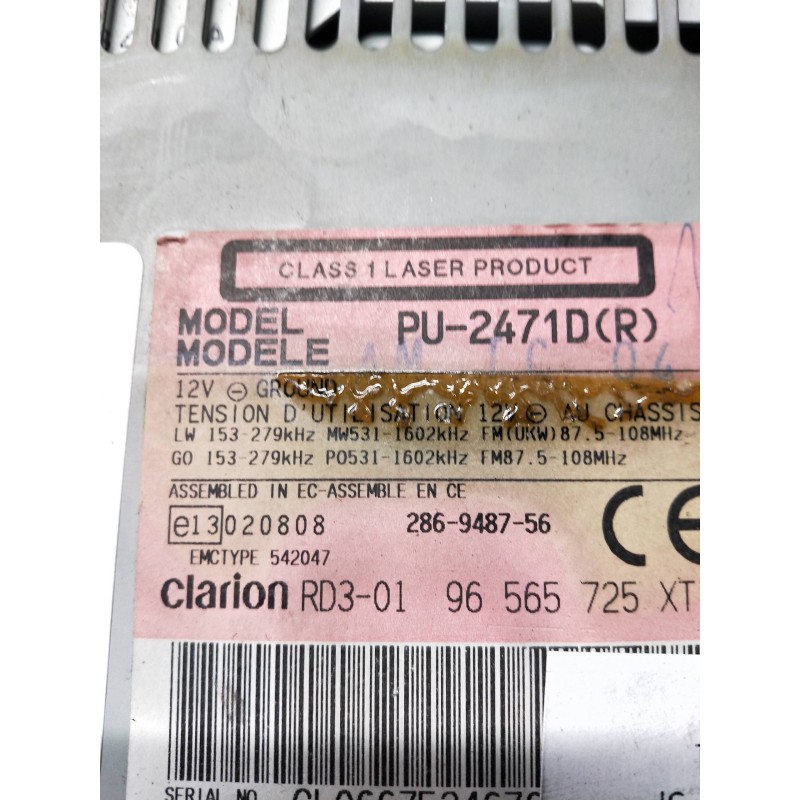 CLASS 1 LASER PRODUCT
MODEL
MODELE
PU-2471D(R)
12V ⊖ GROUND
TENSION D'UTILISATION 12V ⊖ AU CHASSIS
LW 153-279kHz MW531-1602kHz FM(UKW)87.5-108MHz
GO 153-279kHz PO531-1602kHz FM87.5-108MHz
ASSEMBLED IN EC-ASSEMBLE EN CE
e13 020808 286-9487-56 CE
EMCTYPE 542047
clarion RD3-01 96 565 725 XT
SERIAL NO.